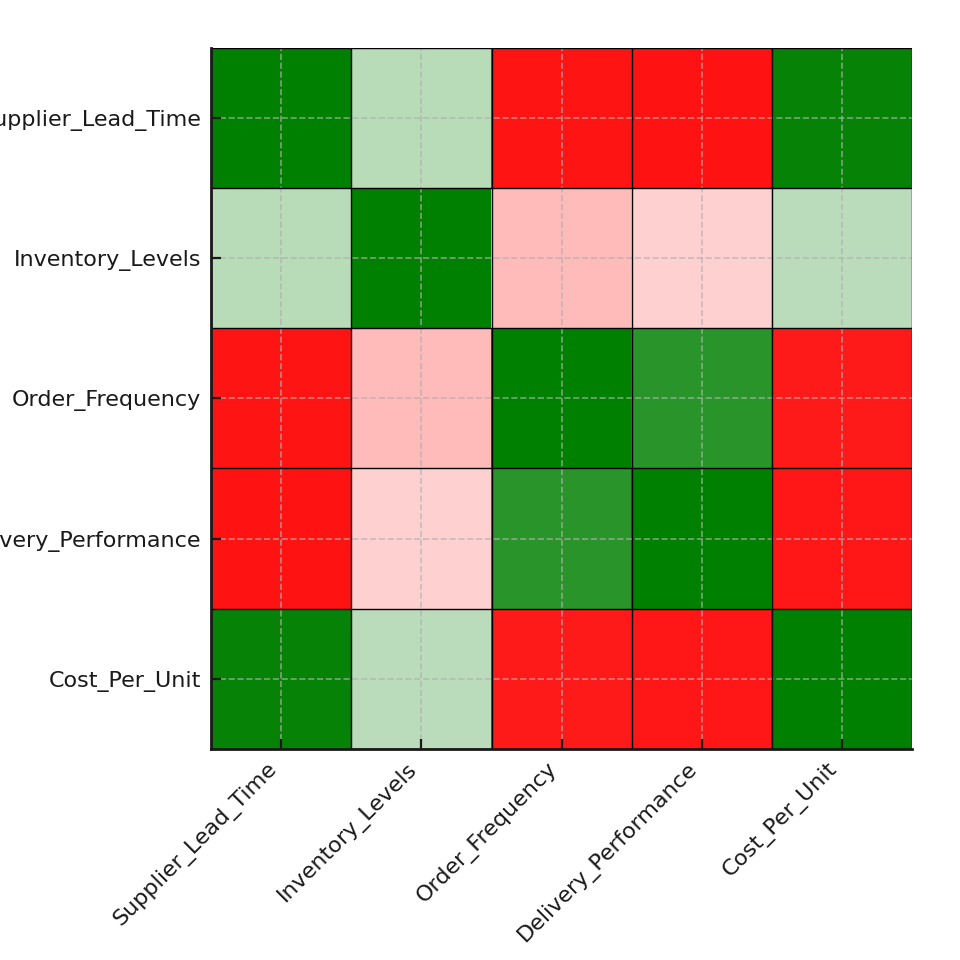 upplier_Lead_Time
Inventory_Levels
Order_Frequency
very_Performance
Cost_Per_Unit
Supplier_Lead_Time
Inventory_Levels
Order_Frequency
Delivery_Performance
Cost_Per_Unit